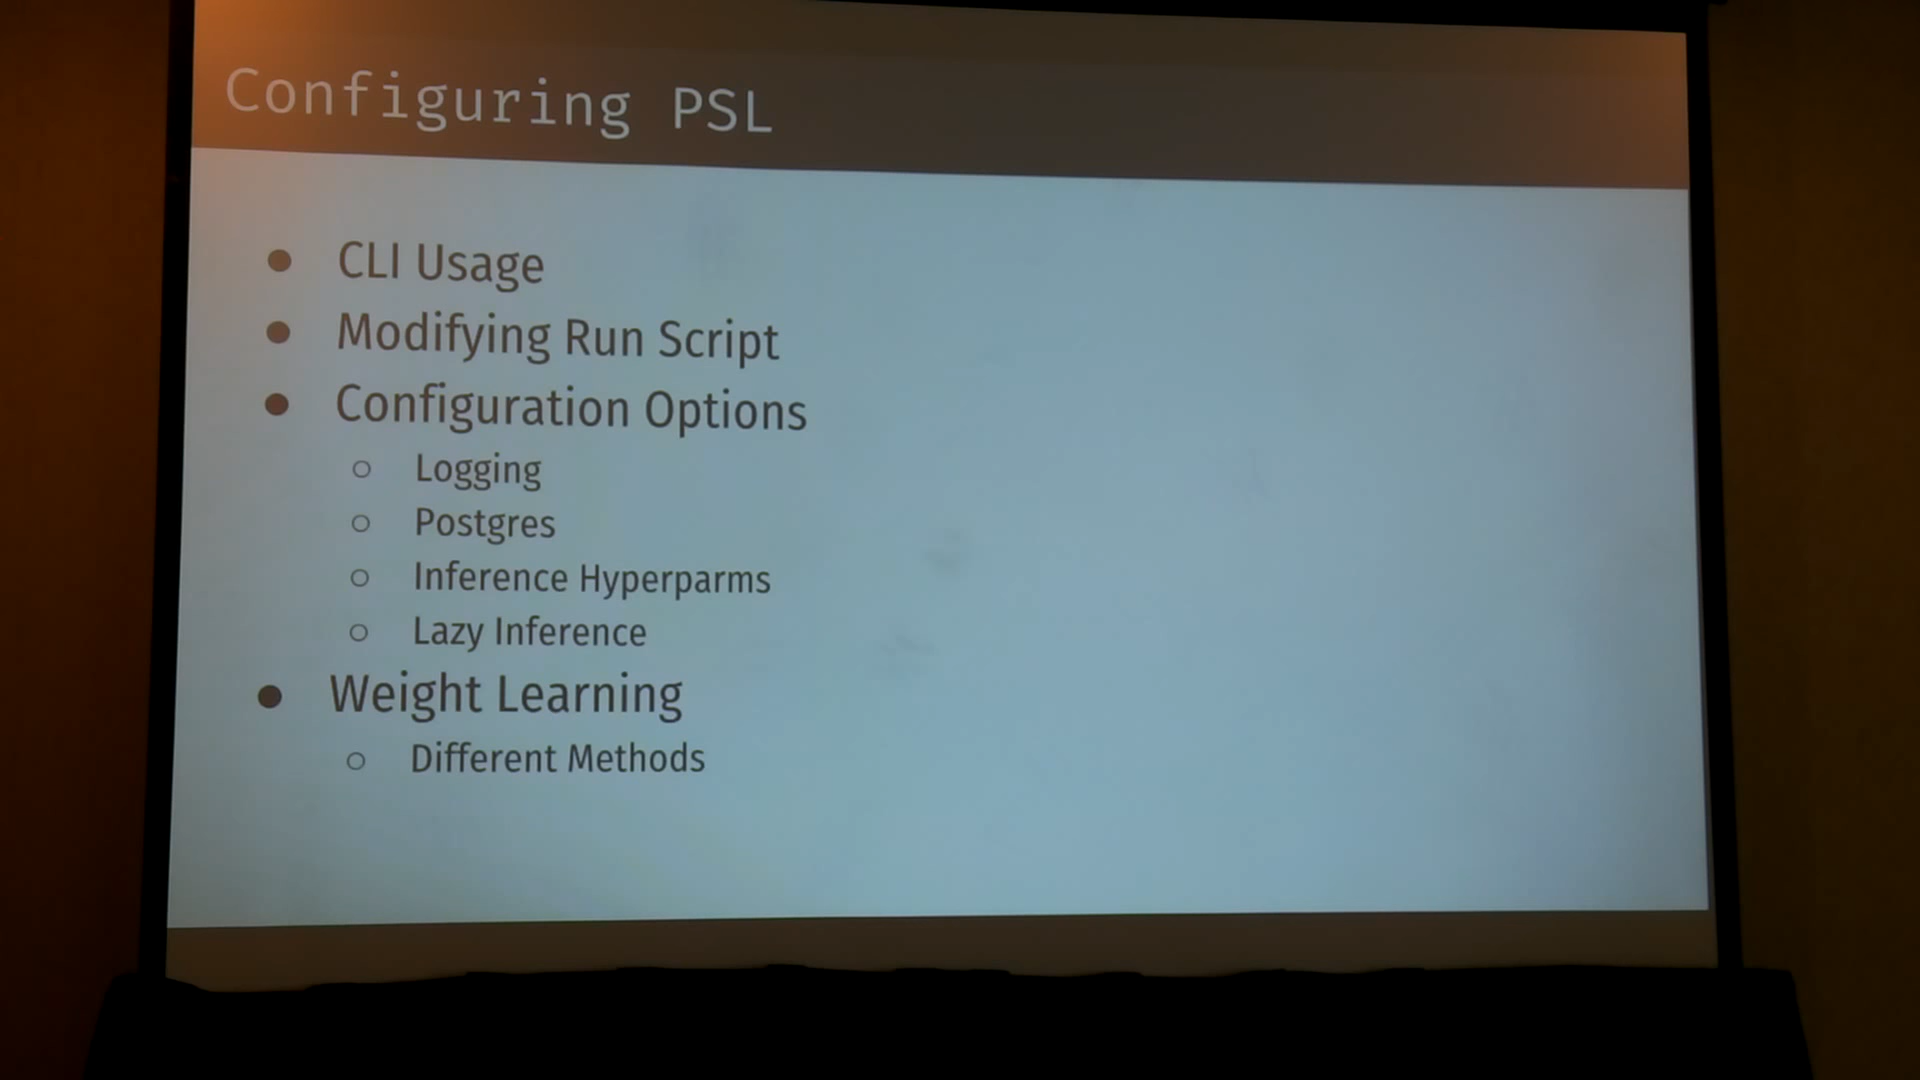 Configuring PSL
● CLI Usage
● Modifying Run Script
● Configuration Options
○ Logging
○ Postgres
○ Inference Hyperparms
○ Lazy Inference
● Weight Learning
○ Different Methods